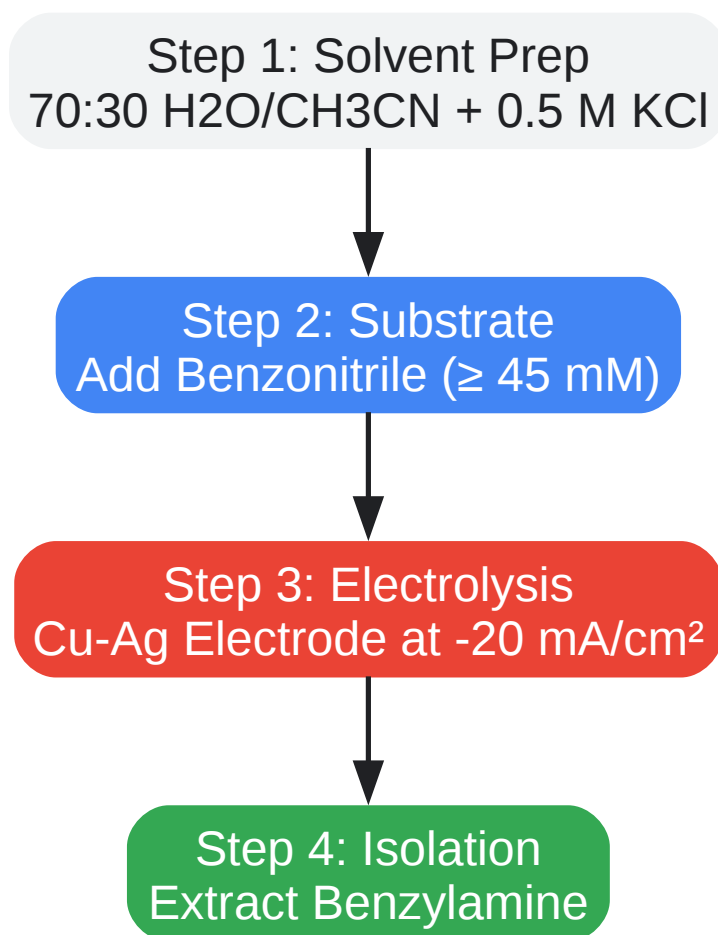 Step 1: Solvent Prep
70:30 H2O/CH3CN + 0.5 M KCl
Step 2: Substrate
Add Benzonitrile (≥ 45 mM)
Step 3: Electrolysis
Cu-Ag Electrode at -20 mA/cm²
Step 4: Isolation
Extract Benzylamine